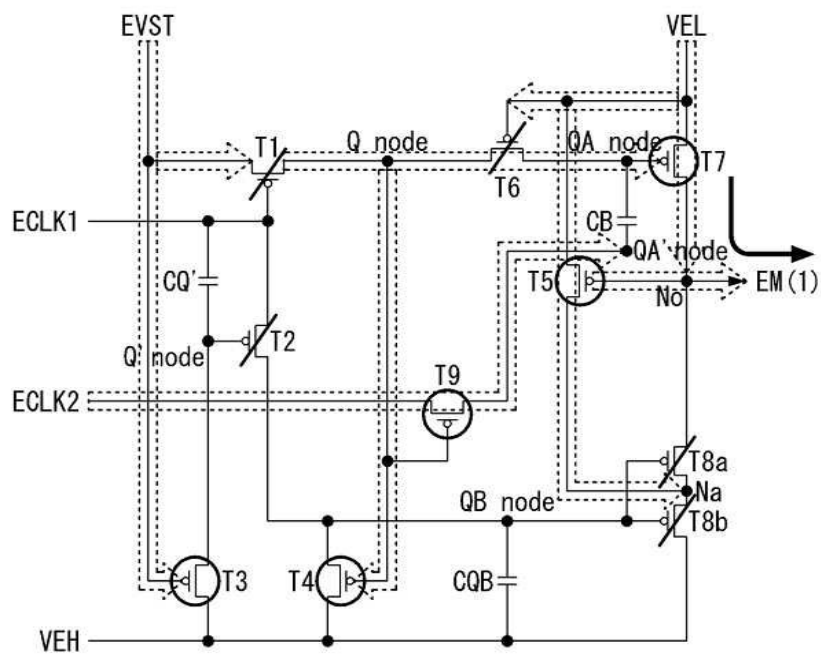 EVST
VEL
T1
Q node
QA node
T7
T6
ECLK1
CB
QA' node
CQ'
T5
No
EM(1)
T2
Q' node
T9
ECLK2
T8a
Na
QB node
T8b
T3
T4
CQB
VEH